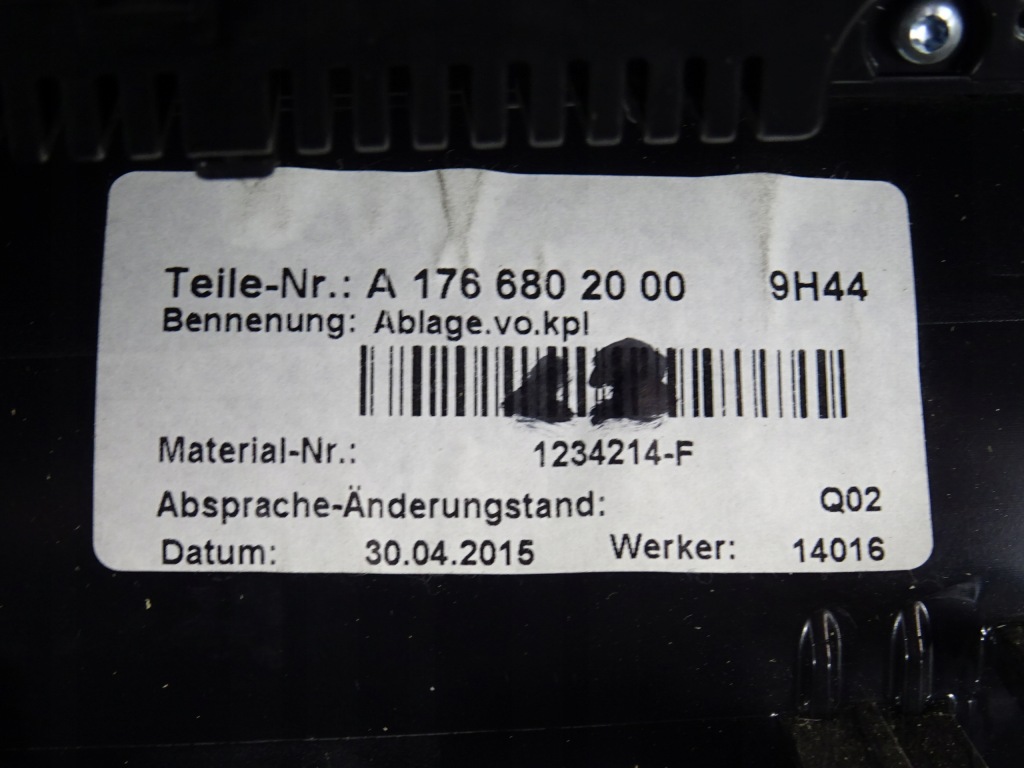 Teile-Nr.: A 176 680 20 00 9H44
Bennenung: Ablage.vo.kpl
Material-Nr.: 1234214-F
Absprache-Änderungstand: Q02
Datum: 30.04.2015 Werker: 14016